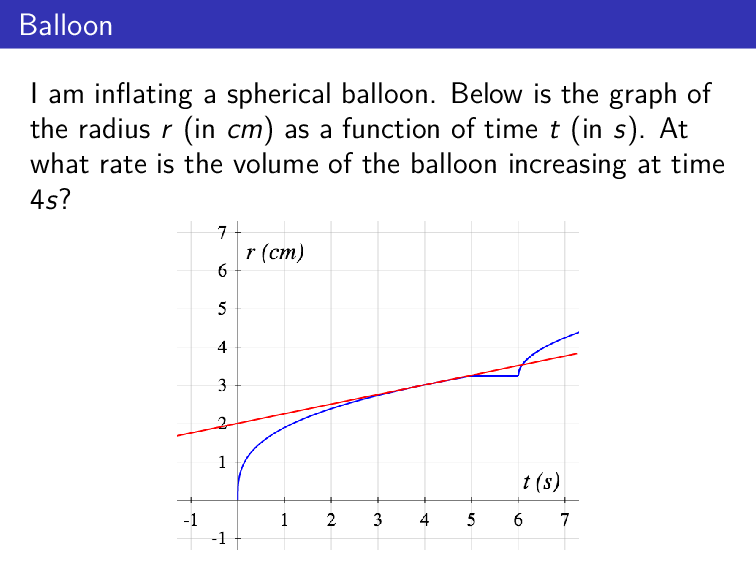 Balloon
I am inflating a spherical balloon. Below is the graph of
the radius r (in cm) as a function of time t (in s). At
what rate is the volume of the balloon increasing at time
4s?
7
r (cm)
6
5
4
3
2
1
t (s)
-1 1 2 3 4 5 6 7
-1